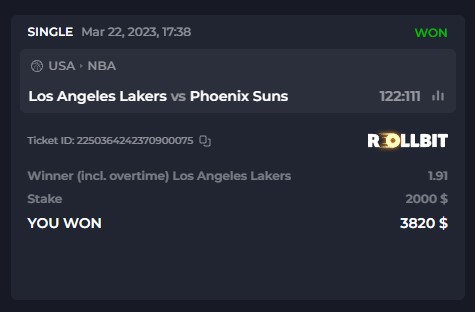 SINGLE Mar 22, 2023, 17:38 WON
USA · NBA
Los Angeles Lakers vs Phoenix Suns 122:111
Ticket ID: 2250364242370900075 ROLLBIT
Winner (incl. overtime) Los Angeles Lakers 1.91
Stake 2000 $
YOU WON 3820 $